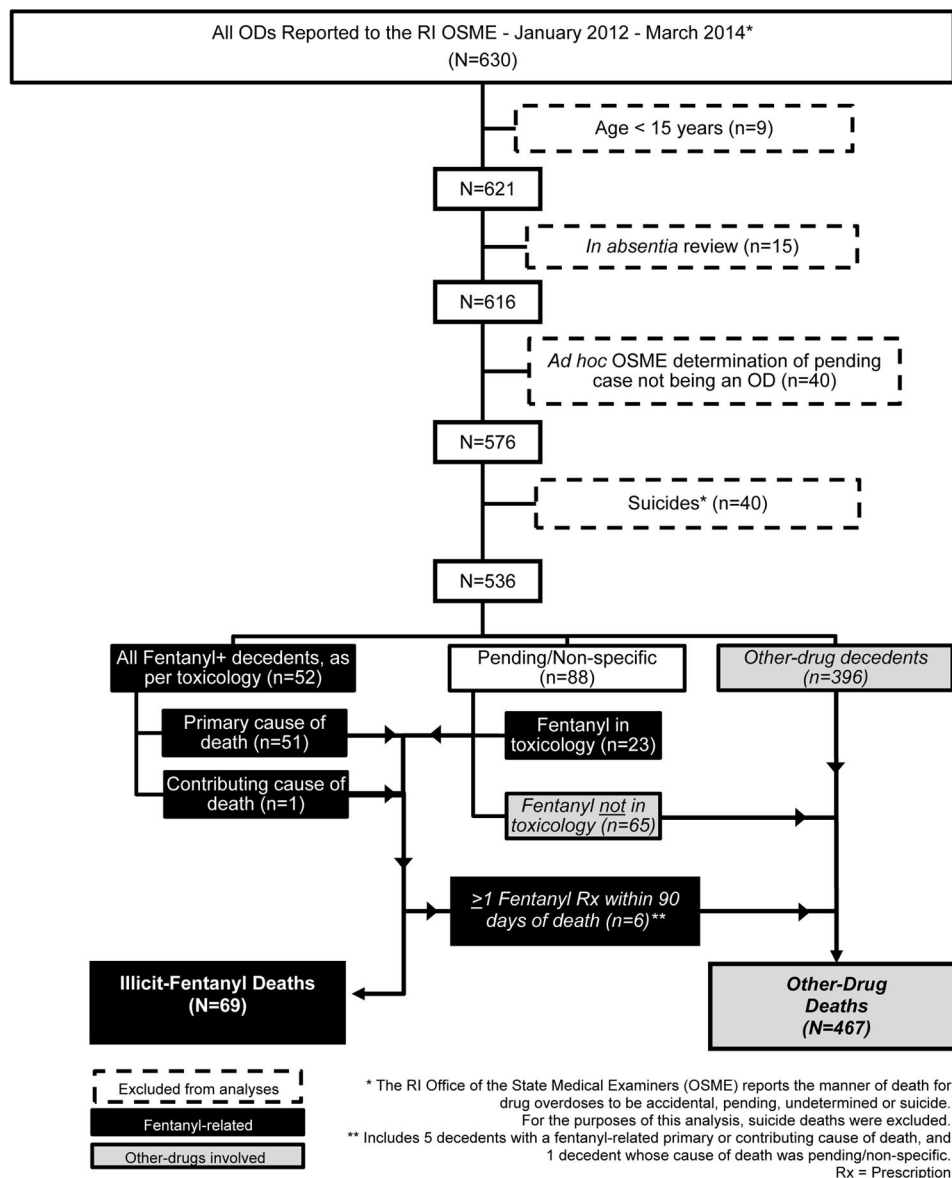 All ODs Reported to the RI OSME - January 2012 - March 2014*
(N=630)
Age < 15 years (n=9)
N=621
In absentia review (n=15)
N=616
Ad hoc OSME determination of pending
case not being an OD (n=40)
N=576
Suicides* (n=40)
N=536
All Fentanyl+ decedents, as
per toxicology (n=52)
Pending/Non-specific
(n=88)
Other-drug decedents
(n=396)
Primary cause of
death (n=51)
Fentanyl in
toxicology (n=23)
Contributing cause of
death (n=1)
Fentanyl not in
toxicology (n=65)
≥1 Fentanyl Rx within 90
days of death (n=6)**
Illicit-Fentanyl Deaths
(N=69)
Other-Drug
Deaths
(N=467)
Excluded from analyses
Fentanyl-related
Other-drugs involved
* The RI Office of the State Medical Examiners (OSME) reports the manner of death for
drug overdoses to be accidental, pending, undetermined or suicide.
For the purposes of this analysis, suicide deaths were excluded.
** Includes 5 decedents with a fentanyl-related primary or contributing cause of death, and
1 decedent whose cause of death was pending/non-specific.
Rx = Prescription